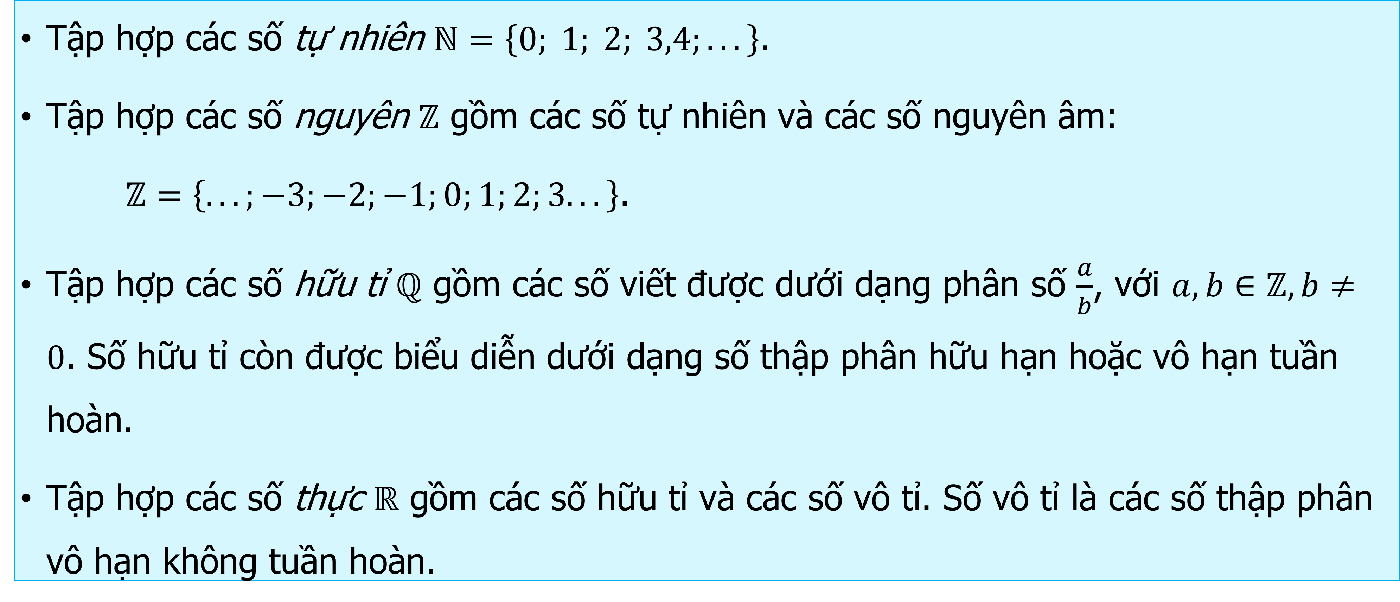 • Tập hợp các số tự nhiên ℕ = {0; 1; 2; 3,4; …}.
• Tập hợp các số nguyên ℤ gồm các số tự nhiên và các số nguyên âm:
ℤ = {…; −3; −2; −1; 0; 1; 2; 3…}.
• Tập hợp các số hữu tỉ ℚ gồm các số viết được dưới dạng phân số a/b, với a, b ∈ ℤ, b ≠
0. Số hữu tỉ còn được biểu diễn dưới dạng số thập phân hữu hạn hoặc vô hạn tuần
hoàn.
• Tập hợp các số thực ℝ gồm các số hữu tỉ và các số vô tỉ. Số vô tỉ là các số thập phân
vô hạn không tuần hoàn.